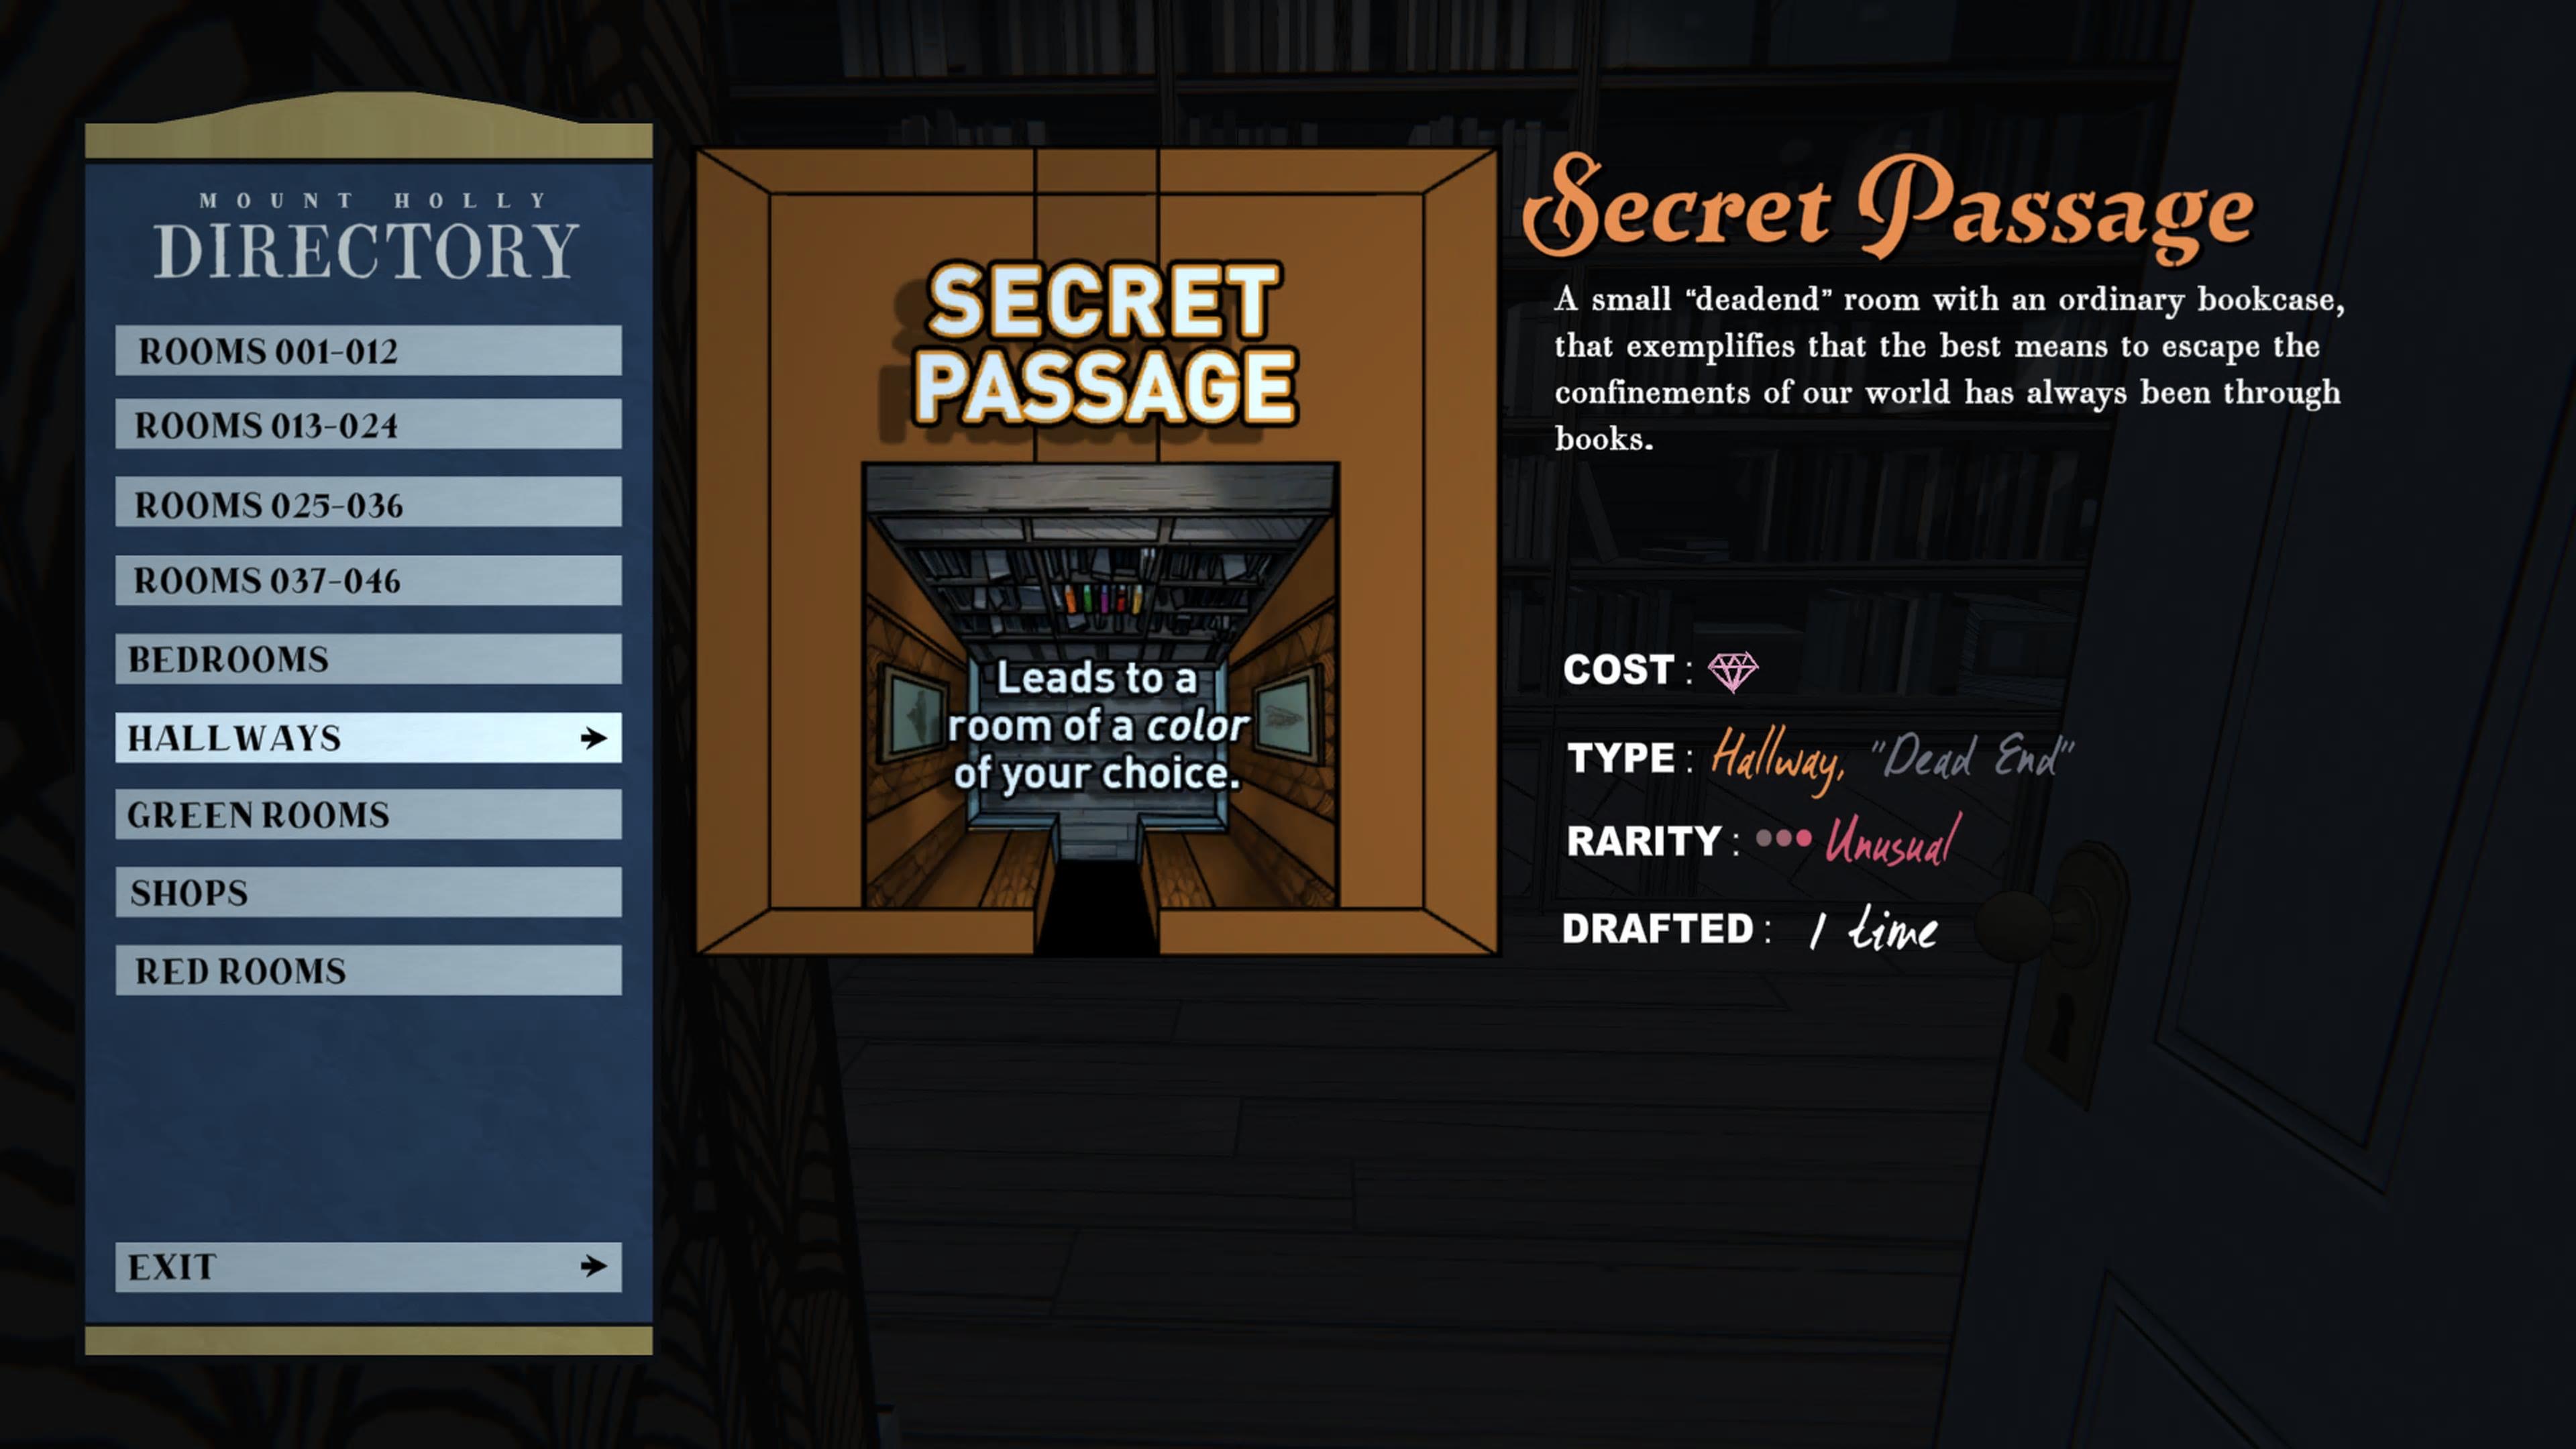 MOUNT HOLLY
DIRECTORY
ROOMS 001-012
ROOMS 013-024
ROOMS 025-036
ROOMS 037-046
BEDROOMS
HALLWAYS
GREEN ROOMS
SHOPS
RED ROOMS
EXIT
SECRET
PASSAGE
Leads to a
room of a color
of your choice.
Secret Passage
A small “deadend” room with an ordinary bookcase,
that exemplifies that the best means to escape the
confinements of our world has always been through
books.
COST :
TYPE : Hallway, "Dead End"
RARITY : Unusual
DRAFTED : 1 time